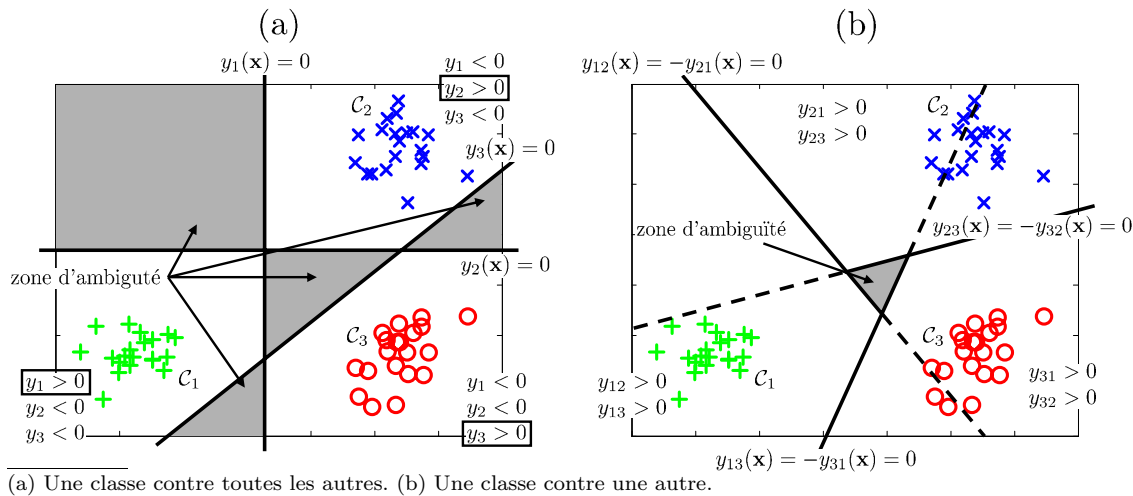 (a)
y₁(x) = 0
y₁ < 0
y₂ > 0
y₃ < 0
C₂
y₃(x) = 0
y₂(x) = 0
zone d'ambiguté
C₁
y₁ > 0
y₂ < 0
y₃ < 0
C₃
y₁ < 0
y₂ < 0
y₃ > 0
(b)
y₁₂(x) = −y₂₁(x) = 0
y₂₁ > 0
y₂₃ > 0
C₂
zone d'ambiguïté
y₂₃(x) = −y₃₂(x) = 0
C₁
y₁₂ > 0
y₁₃ > 0
C₃
y₃₁ > 0
y₃₂ > 0
y₁₃(x) = −y₃₁(x) = 0
(a) Une classe contre toutes les autres. (b) Une classe contre une autre.